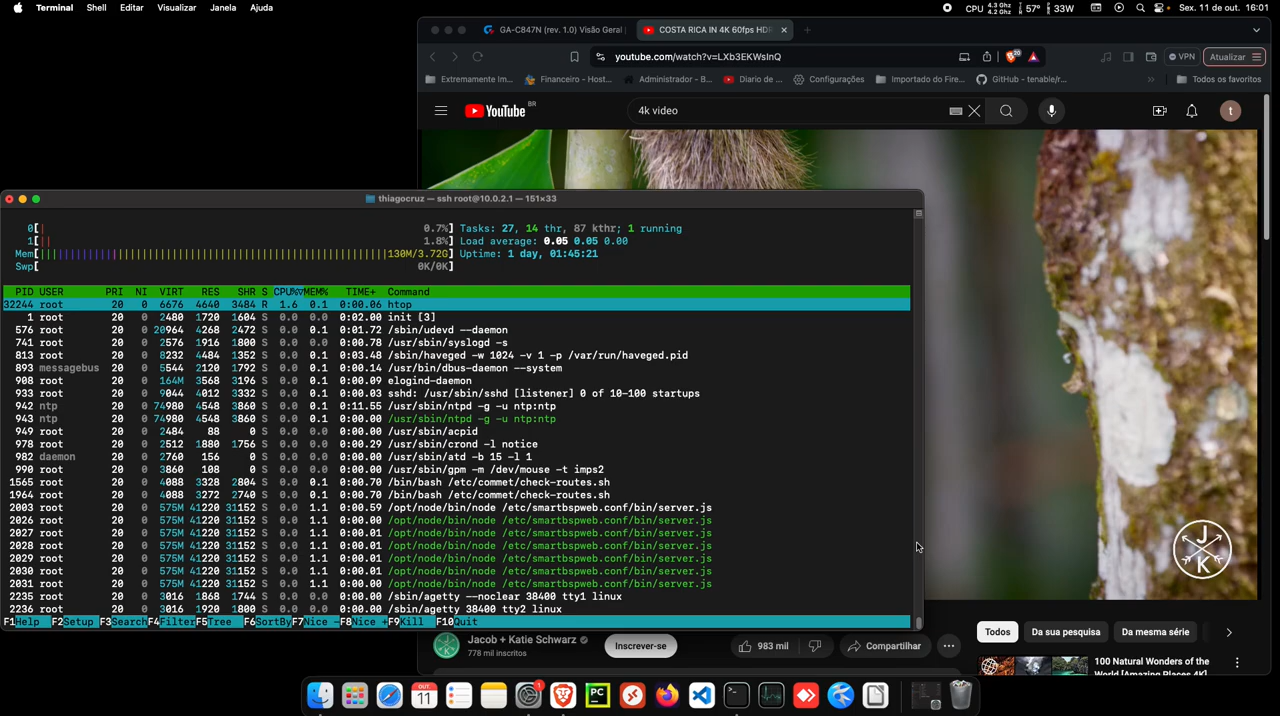 Terminal Shell Editar Visualizar Janela Ajuda CPU 4.3 Ghz 4.2 Ghz 57° 33W Sex. 11 de out. 16:01
GA-C847N (rev. 1.0) Visão Geral COSTA RICA IN 4K 60fps HDR
youtube.com/watch?v=LXb3EKWsInQ 20 VPN Atualizar
Extremamente Im... Financeiro - Host... Administrador - B... Diario de ... Configurações Importado do Fire... GitHub - tenable/r... » Todos os favoritos
YouTube BR 4k video t
thiagocruz — ssh root@10.0.2.1 — 151×33
0[| 0.7%] Tasks: 27, 14 thr, 87 kthr; 1 running
1[|| 1.8%] Load average: 0.05 0.05 0.00
Mem[||||||||||||||||||||||||||||||||||||||||||||||||||||||||||130M/3.72G] Uptime: 1 day, 01:45:21
Swp[ 0K/0K]
PID USER PRI NI VIRT RES SHR S CPU%▽MEM% TIME+ Command
32244 root 20 0 6676 4640 3484 R 1.6 0.1 0:00.06 htop
1 root 20 0 2480 1720 1604 S 0.0 0.0 0:02.00 init [3]
576 root 20 0 20964 4268 2472 S 0.0 0.1 0:01.72 /sbin/udevd --daemon
741 root 20 0 2576 1916 1800 S 0.0 0.0 0:00.78 /usr/sbin/syslogd -s
813 root 20 0 8232 4484 1352 S 0.0 0.1 0:03.48 /sbin/haveged -w 1024 -v 1 -p /var/run/haveged.pid
893 messagebus 20 0 5544 2120 1792 S 0.0 0.1 0:00.14 /usr/bin/dbus-daemon --system
908 root 20 0 164M 3568 3196 S 0.0 0.1 0:00.09 elogind-daemon
933 root 20 0 9044 4012 3332 S 0.0 0.1 0:00.03 sshd: /usr/sbin/sshd [listener] 0 of 10-100 startups
942 ntp 20 0 74980 4548 3860 S 0.0 0.1 0:11.55 /usr/sbin/ntpd -g -u ntp:ntp
943 ntp 20 0 74980 4548 3860 S 0.0 0.1 0:00.00 /usr/sbin/ntpd -g -u ntp:ntp
949 root 20 0 2484 88 0 S 0.0 0.0 0:00.00 /usr/sbin/acpid
978 root 20 0 2512 1880 1756 S 0.0 0.0 0:00.29 /usr/sbin/crond -l notice
982 daemon 20 0 2760 156 0 S 0.0 0.0 0:00.00 /usr/sbin/atd -b 15 -l 1
990 root 20 0 3860 108 0 S 0.0 0.0 0:00.00 /usr/sbin/gpm -m /dev/mouse -t imps2
1565 root 20 0 4088 3328 2804 S 0.0 0.1 0:00.70 /bin/bash /etc/commet/check-routes.sh
1964 root 20 0 4088 3272 2740 S 0.0 0.1 0:00.70 /bin/bash /etc/commet/check-routes.sh
2003 root 20 0 575M 41220 31152 S 0.0 1.1 0:00.59 /opt/node/bin/node /etc/smartbspweb.conf/bin/server.js
2026 root 20 0 575M 41220 31152 S 0.0 1.1 0:00.00 /opt/node/bin/node /etc/smartbspweb.conf/bin/server.js
2027 root 20 0 575M 41220 31152 S 0.0 1.1 0:00.01 /opt/node/bin/node /etc/smartbspweb.conf/bin/server.js
2028 root 20 0 575M 41220 31152 S 0.0 1.1 0:00.01 /opt/node/bin/node /etc/smartbspweb.conf/bin/server.js
2029 root 20 0 575M 41220 31152 S 0.0 1.1 0:00.01 /opt/node/bin/node /etc/smartbspweb.conf/bin/server.js
2030 root 20 0 575M 41220 31152 S 0.0 1.1 0:00.01 /opt/node/bin/node /etc/smartbspweb.conf/bin/server.js
2031 root 20 0 575M 41220 31152 S 0.0 1.1 0:00.00 /opt/node/bin/node /etc/smartbspweb.conf/bin/server.js
2235 root 20 0 3016 1868 1744 S 0.0 0.0 0:00.00 /sbin/agetty --noclear 38400 tty1 linux
2236 root 20 0 3016 1920 1800 S 0.0 0.0 0:00.00 /sbin/agetty 38400 tty2 linux
F1Help F2Setup F3SearchF4FilterF5Tree F6SortByF7Nice -F8Nice +F9Kill F10Quit
J K
Jacob + Katie Schwarz
778 mil inscritos
Inscrever-se 983 mil Compartilhar
Todos Da sua pesquisa Da mesma série
100 Natural Wonders of the
World [Amazing Places 4K]
OUT.
11
1
PC